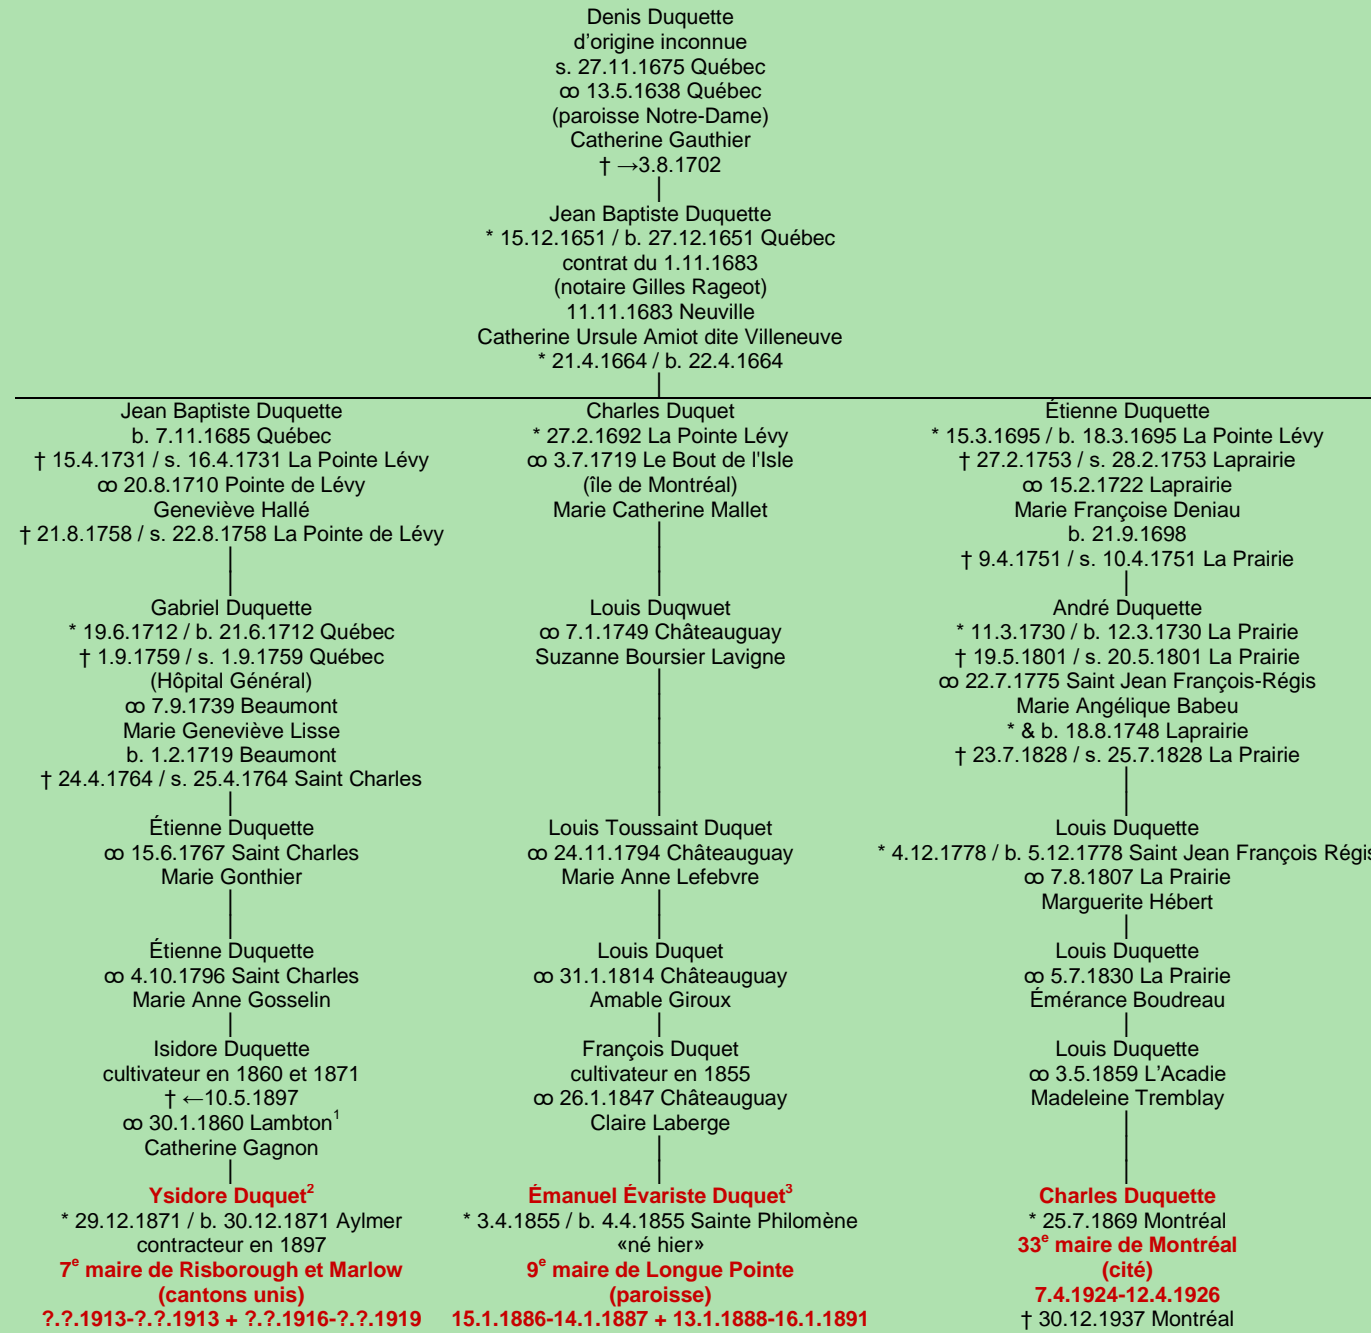 Denis Duquette
d'origine inconnue
s. 27.11.1675 Québec
ꝏ 13.5.1638 Québec
(paroisse Notre-Dame)
Catherine Gauthier
† →3.8.1702
Jean Baptiste Duquette
* 15.12.1651 / b. 27.12.1651 Québec
contrat du 1.11.1683
(notaire Gilles Rageot)
11.11.1683 Neuville
Catherine Ursule Amiot dite Villeneuve
* 21.4.1664 / b. 22.4.1664
Jean Baptiste Duquette
b. 7.11.1685 Québec
† 15.4.1731 / s. 16.4.1731 La Pointe Lévy
ꝏ 20.8.1710 Pointe de Lévy
Geneviève Hallé
† 21.8.1758 / s. 22.8.1758 La Pointe de Lévy
Gabriel Duquette
* 19.6.1712 / b. 21.6.1712 Québec
† 1.9.1759 / s. 1.9.1759 Québec
(Hôpital Général)
ꝏ 7.9.1739 Beaumont
Marie Geneviève Lisse
b. 1.2.1719 Beaumont
† 24.4.1764 / s. 25.4.1764 Saint Charles
Étienne Duquette
ꝏ 15.6.1767 Saint Charles
Marie Gonthier
Étienne Duquette
ꝏ 4.10.1796 Saint Charles
Marie Anne Gosselin
Isidore Duquette
cultivateur en 1860 et 1871
† ←10.5.1897
ꝏ 30.1.1860 Lambton¹
Catherine Gagnon
Ysidore Duquet²
* 29.12.1871 / b. 30.12.1871 Aylmer
contracteur en 1897
7e maire de Risborough et Marlow
(cantons unis)
?.?.1913-?.?.1913 + ?.?.1916-?.?.1919
Charles Duquet
* 27.2.1692 La Pointe Lévy
ꝏ 3.7.1719 Le Bout de l'Isle
(île de Montréal)
Marie Catherine Mallet
Louis Duqwuet
ꝏ 7.1.1749 Châteauguay
Suzanne Boursier Lavigne
Louis Toussaint Duquet
ꝏ 24.11.1794 Châteauguay
Marie Anne Lefebvre
Louis Duquet
ꝏ 31.1.1814 Châteauguay
Amable Giroux
François Duquet
cultivateur en 1855
ꝏ 26.1.1847 Châteauguay
Claire Laberge
Émanuel Évariste Duquet³
* 3.4.1855 / b. 4.4.1855 Sainte Philomène
«né hier»
9e maire de Longue Pointe
(paroisse)
15.1.1886-14.1.1887 + 13.1.1888-16.1.1891
Étienne Duquette
* 15.3.1695 / b. 18.3.1695 La Pointe Lévy
† 27.2.1753 / s. 28.2.1753 Laprairie
ꝏ 15.2.1722 Laprairie
Marie Françoise Deniau
b. 21.9.1698
† 9.4.1751 / s. 10.4.1751 La Prairie
André Duquette
* 11.3.1730 / b. 12.3.1730 La Prairie
† 19.5.1801 / s. 20.5.1801 La Prairie
ꝏ 22.7.1775 Saint Jean François-Régis
Marie Angélique Babeu
* & b. 18.8.1748 Laprairie
† 23.7.1828 / s. 25.7.1828 La Prairie
Louis Duquette
* 4.12.1778 / b. 5.12.1778 Saint Jean François Régis
ꝏ 7.8.1807 La Prairie
Marguerite Hébert
Louis Duquette
ꝏ 5.7.1830 La Prairie
Émérance Boudreau
Louis Duquette
ꝏ 3.5.1859 L'Acadie
Madeleine Tremblay
Charles Duquette
* 25.7.1869 Montréal
33e maire de Montréal
(cité)
7.4.1924-12.4.1926
† 30.12.1937 Montréal